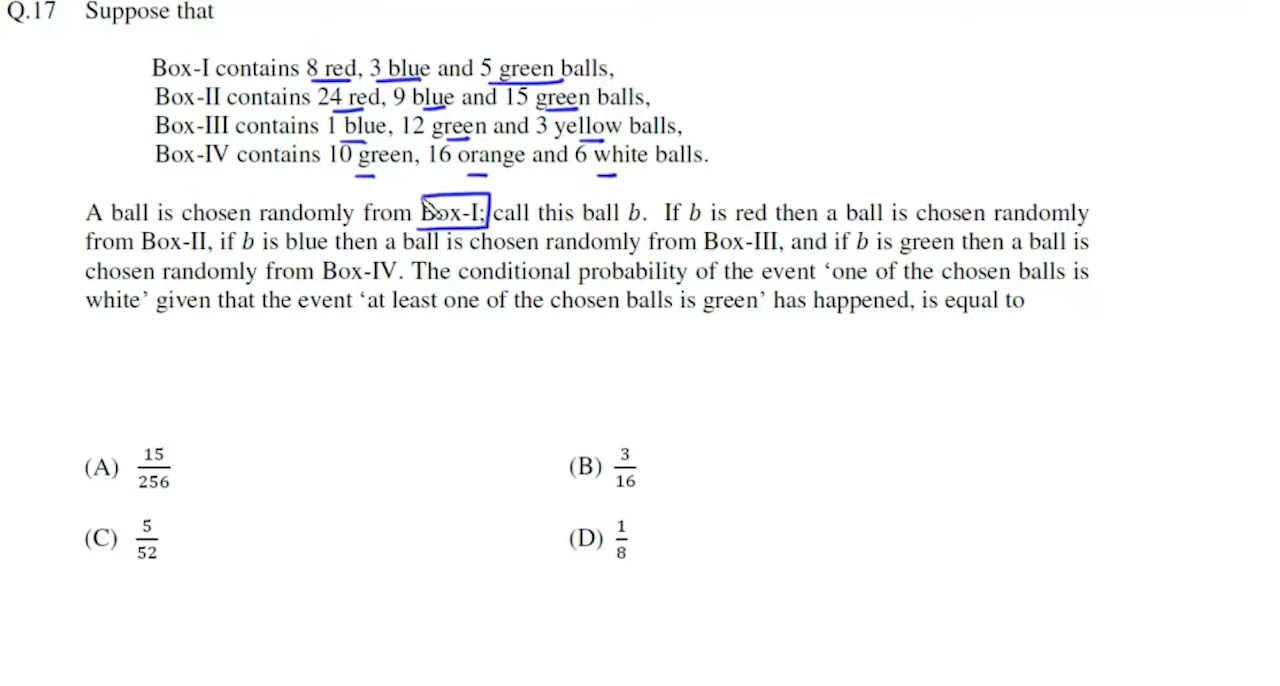 Q.17 Suppose that
Box-I contains 8 red, 3 blue and 5 green balls,
Box-II contains 24 red, 9 blue and 15 green balls,
Box-III contains 1 blue, 12 green and 3 yellow balls,
Box-IV contains 10 green, 16 orange and 6 white balls.
A ball is chosen randomly from Box-I; call this ball b. If b is red then a ball is chosen randomly
from Box-II, if b is blue then a ball is chosen randomly from Box-III, and if b is green then a ball is
chosen randomly from Box-IV. The conditional probability of the event ‘one of the chosen balls is
white’ given that the event ‘at least one of the chosen balls is green’ has happened, is equal to
(A) 15/256 (B) 3/16
(C) 5/52 (D) 1/8